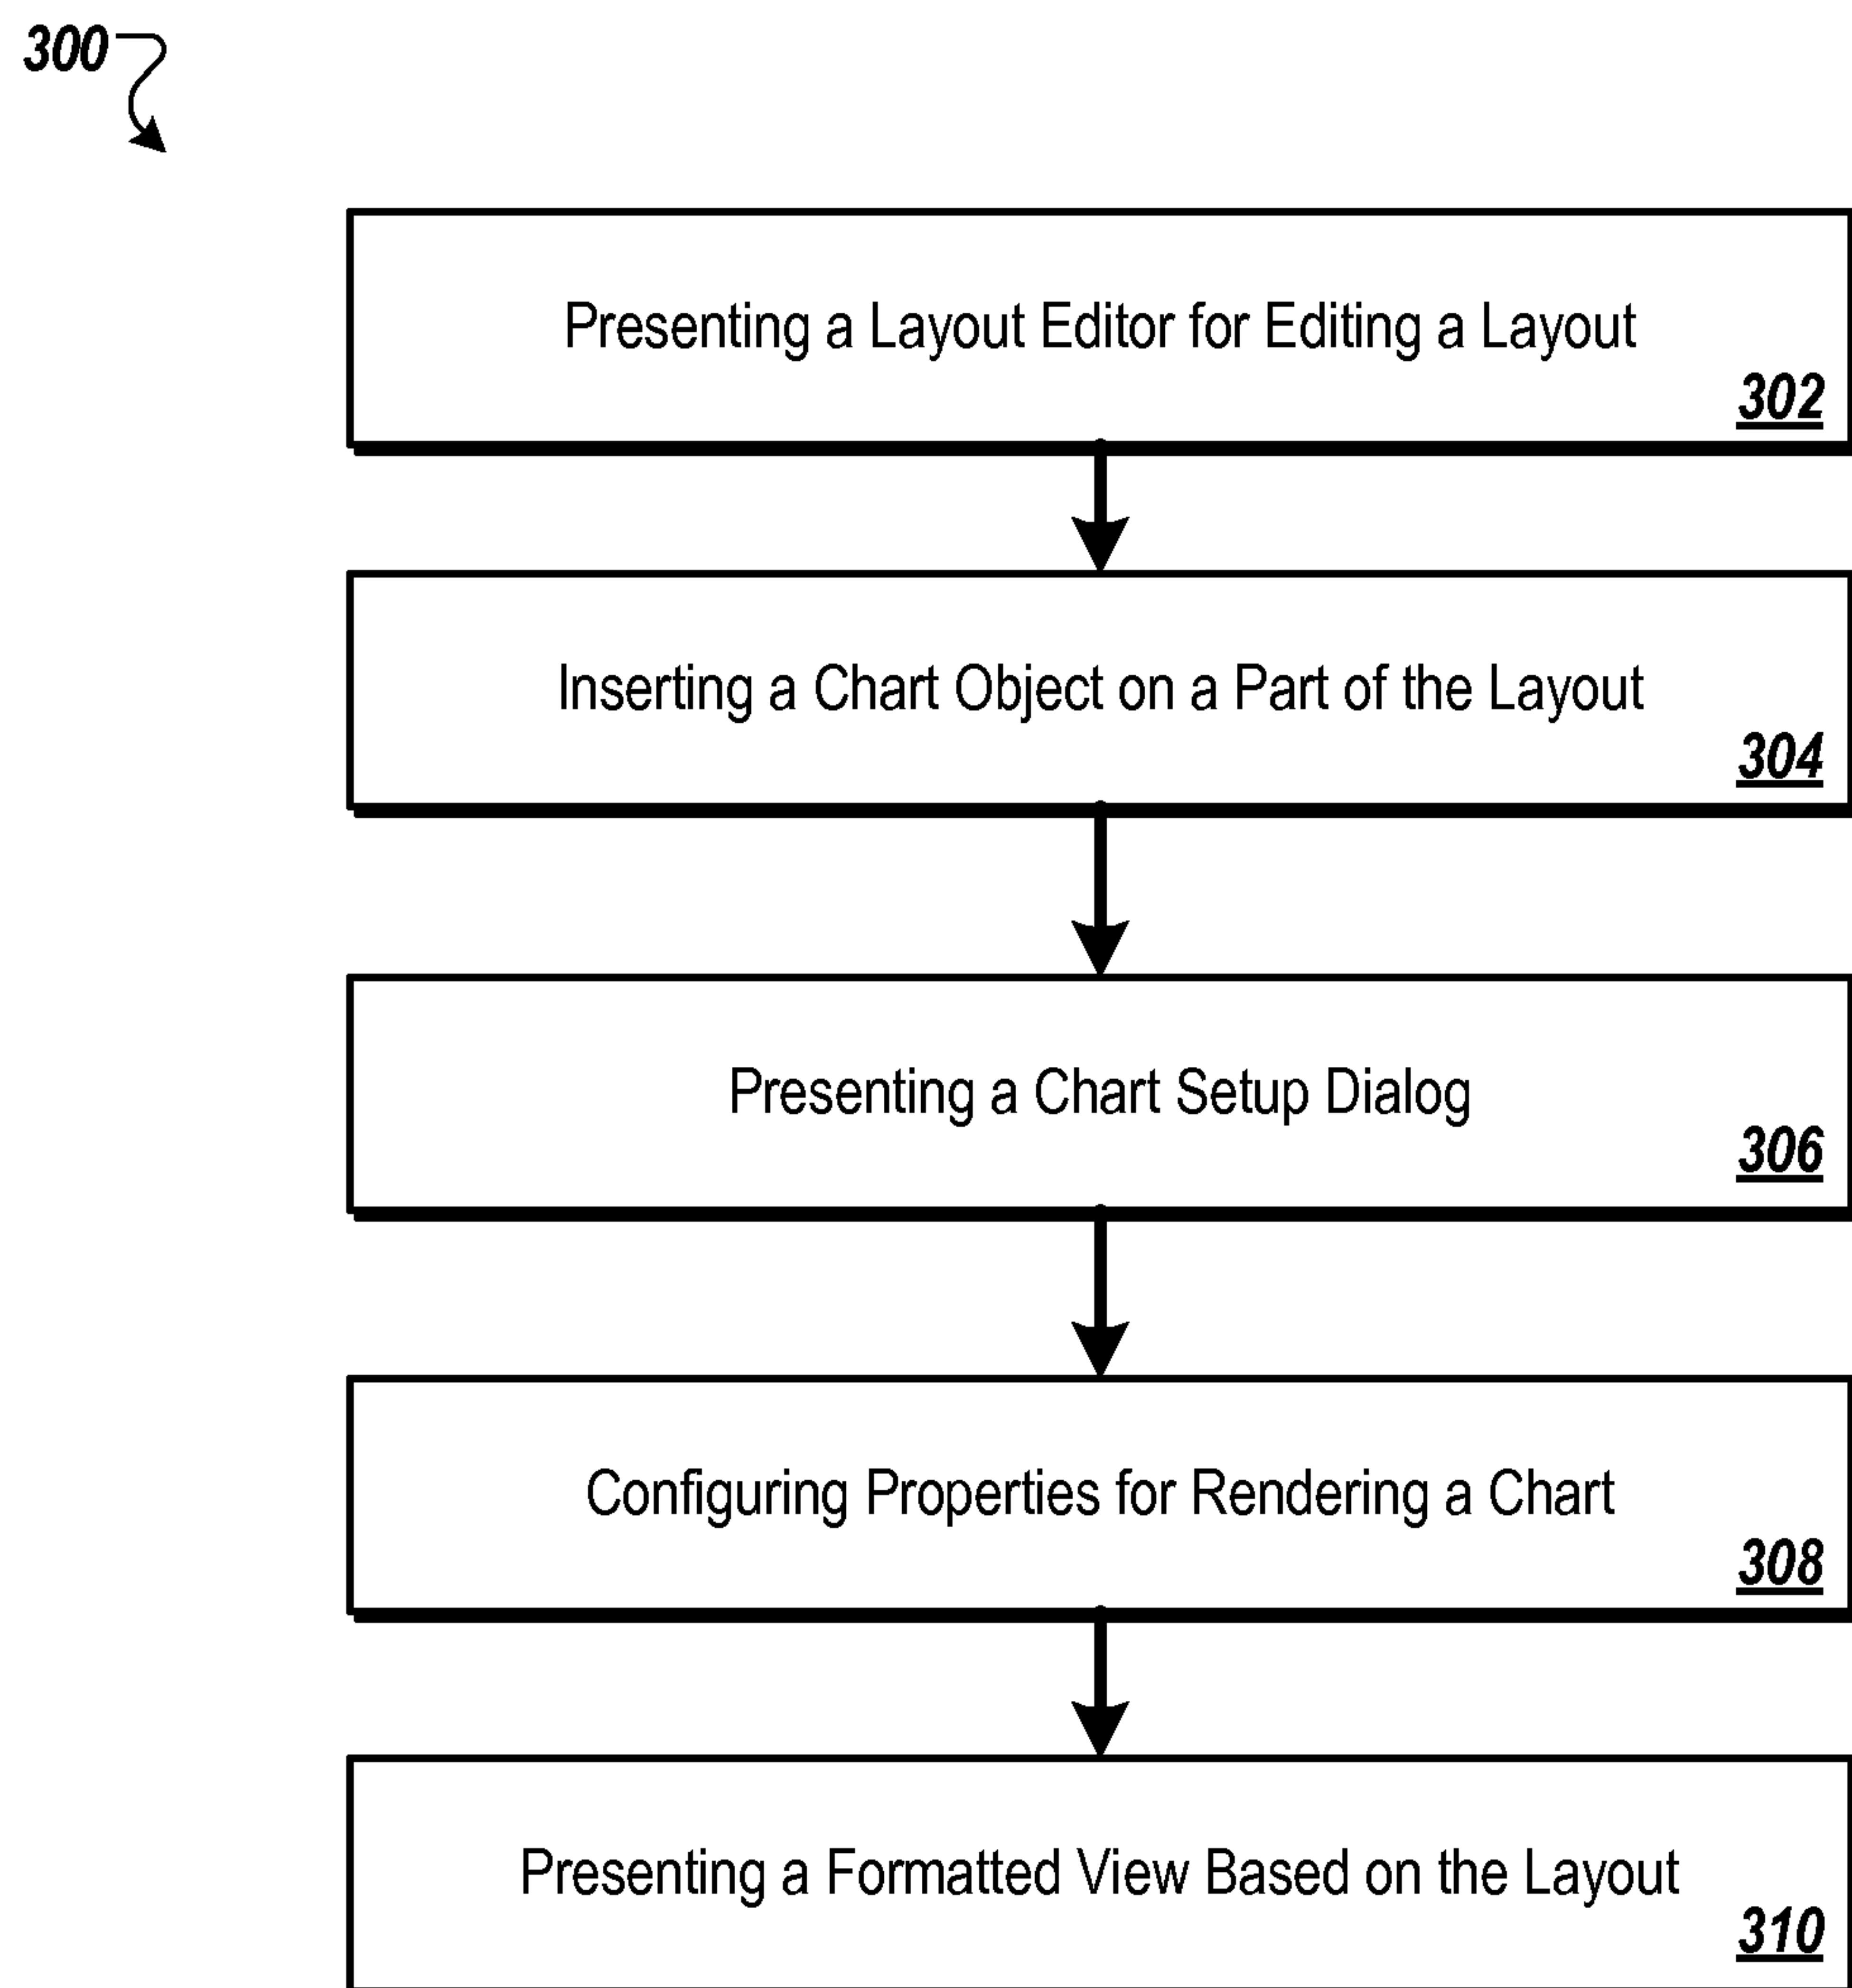 300
Presenting a Layout Editor for Editing a Layout
302
Inserting a Chart Object on a Part of the Layout
304
Presenting a Chart Setup Dialog
306
Configuring Properties for Rendering a Chart
308
Presenting a Formatted View Based on the Layout
310